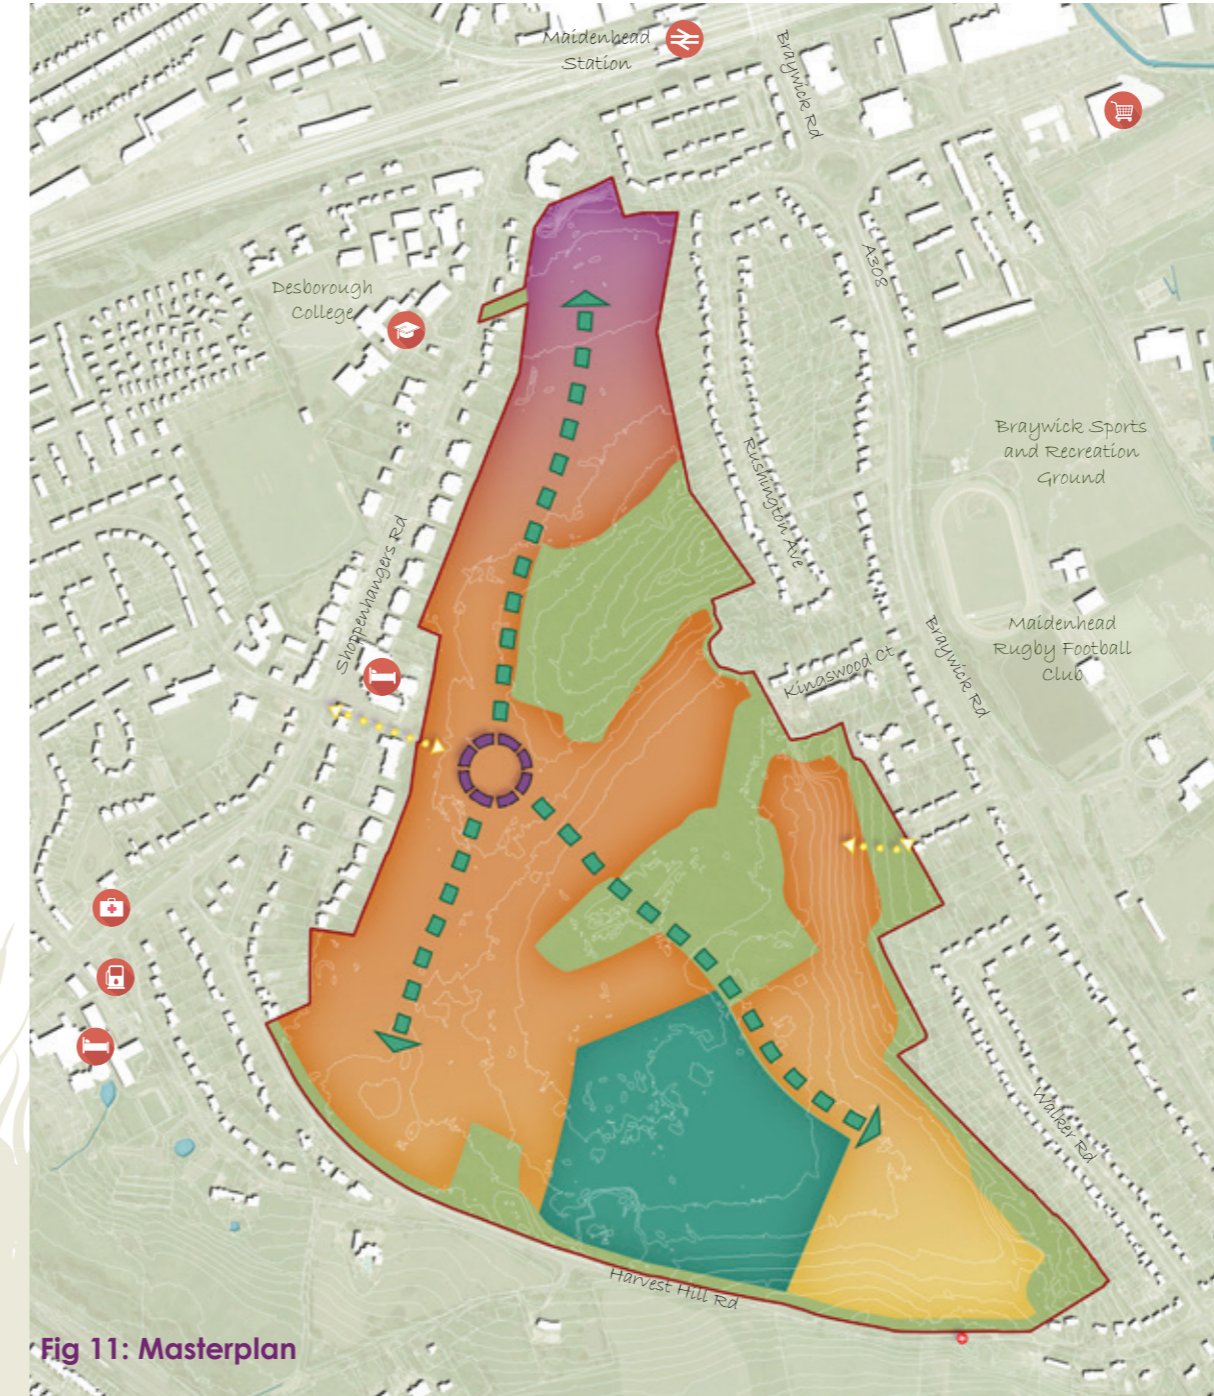 Maidenhead
Station
Braywick Rd
Desborough
College
A308
Braywick Sports
and Recreation
Ground
Rushington Ave
Shoppenhangers Rd
Maidenhead
Rugby Football
Club
Kingswood Ct
Braywick Rd
Walker Rd
Harvest Hill Rd
Fig 11: Masterplan